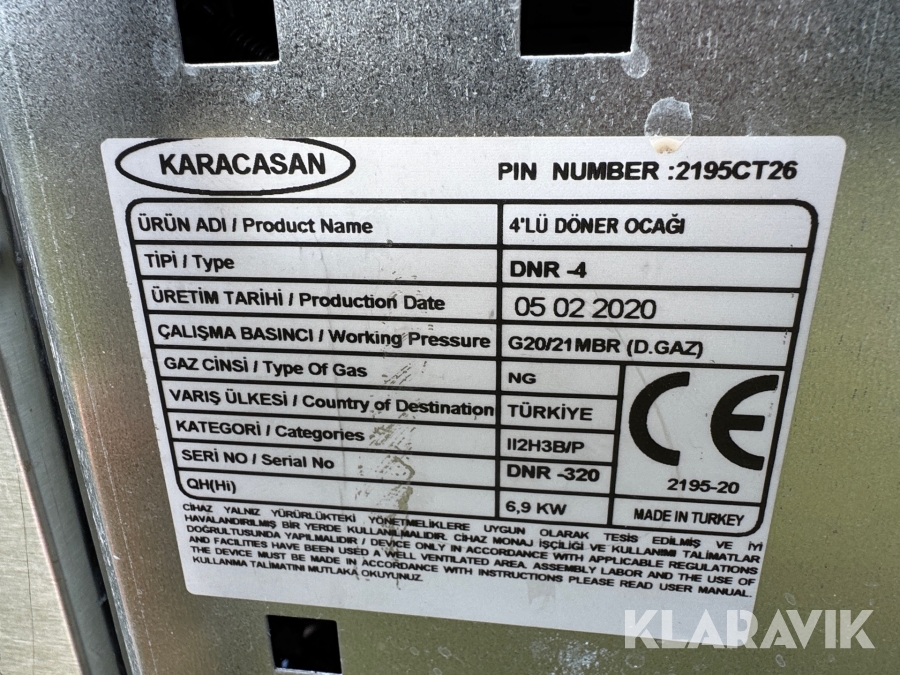 KARACASAN
PIN NUMBER :2195CT26
ÜRÜN ADI / Product Name 4'LÜ DÖNER OCAĞI
TİPİ / Type DNR -4
ÜRETİM TARİHİ / Production Date 05 02 2020
ÇALIŞMA BASINCI / Working Pressure G20/21MBR (D.GAZ)
GAZ CİNSİ / Type Of Gas NG
VARIŞ ÜLKESİ / Country of Destination TÜRKİYE
KATEGORİ / Categories II2H3B/P
SERİ NO / Serial No DNR -320
QH(Hi) 6,9 KW
CE
2195-20
MADE IN TURKEY
CİHAZ YALNIZ YÜRÜRLÜKTEKİ YÖNETMELİKLERE UYGUN OLARAK TESİS EDİLMİŞ VE İYİ
HAVALANDIRILMIŞ BİR YERDE KULLANILMALIDIR. CİHAZ MONAJ İŞÇİLİĞİ VE KULLANIMI TALİMATLAR
DOĞRULTUSUNDA YAPILMALIDIR / DEVICE ONLY IN ACCORDANCE WITH APPLICABLE REGULATIONS
AND FACILITIES HAVE BEEN USED A WELL VENTILATED AREA. ASSEMBLY LABOR AND THE USE OF
THE DEVICE MUST BE MADE IN ACCORDANCE WITH INSTRUCTIONS PLEASE READ USER MANUAL.
KULLANMA TALİMATINI MUTLAKA OKUYUNUZ.
KLARAVIK